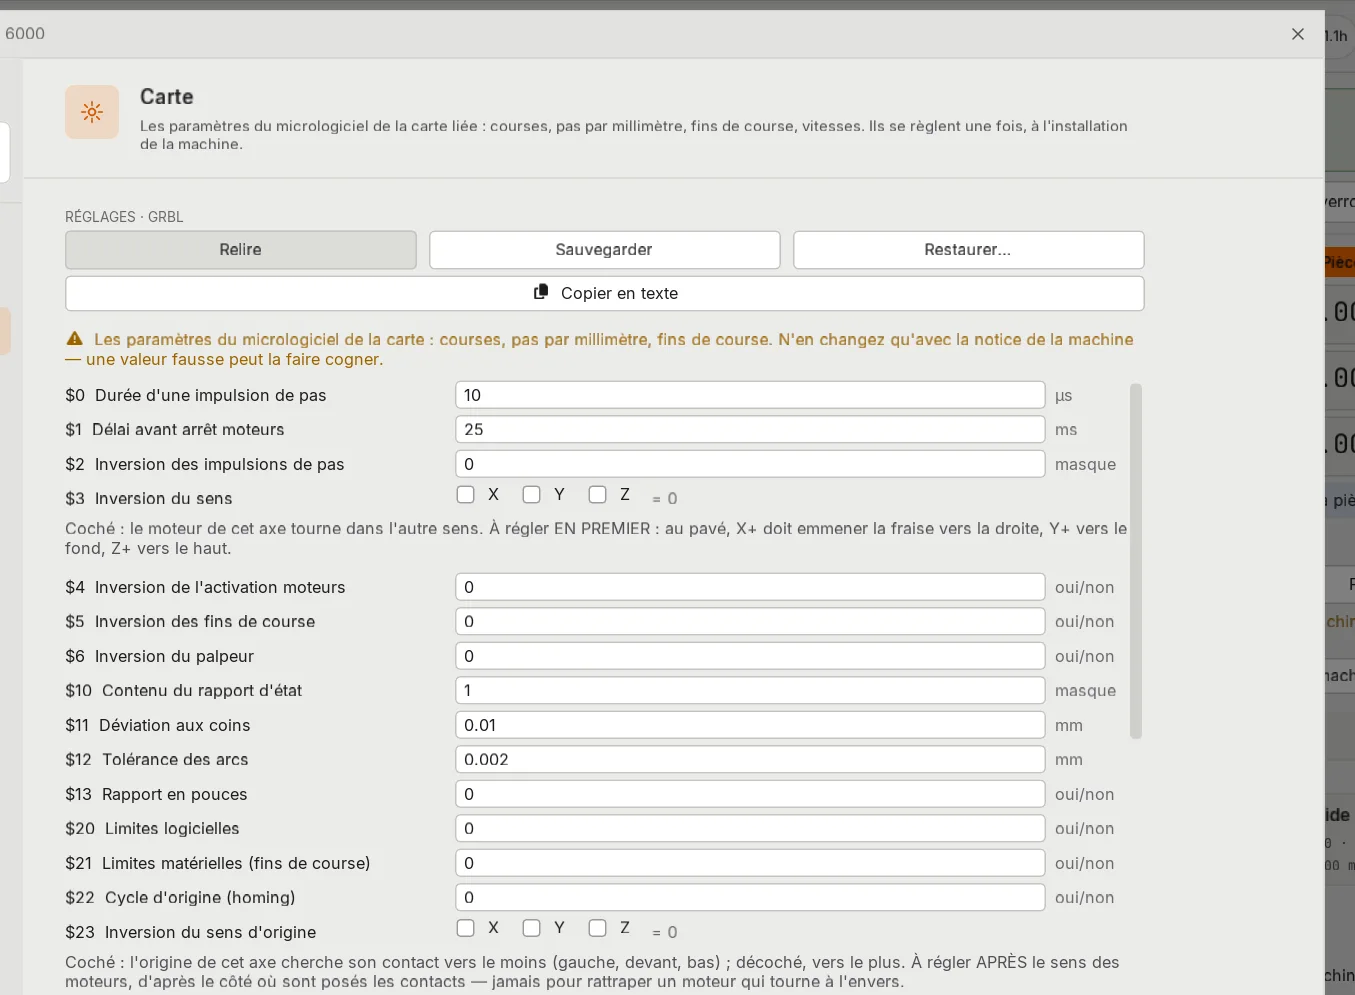 6000
1.1h
Carte
Les paramètres du micrologiciel de la carte liée : courses, pas par millimètre, fins de course, vitesses. Ils se règlent une fois, à l'installation
de la machine.
RÉGLAGES · GRBL
Relire
Sauvegarder
Restaurer...
Copier en texte
Les paramètres du micrologiciel de la carte : courses, pas par millimètre, fins de course. N'en changez qu'avec la notice de la machine
— une valeur fausse peut la faire cogner.
$0 Durée d'une impulsion de pas 10 µs
$1 Délai avant arrêt moteurs 25 ms
$2 Inversion des impulsions de pas 0 masque
$3 Inversion du sens X Y Z = 0
Coché : le moteur de cet axe tourne dans l'autre sens. À régler EN PREMIER : au pavé, X+ doit emmener la fraise vers la droite, Y+ vers le
fond, Z+ vers le haut.
$4 Inversion de l'activation moteurs 0 oui/non
$5 Inversion des fins de course 0 oui/non
$6 Inversion du palpeur 0 oui/non
$10 Contenu du rapport d'état 1 masque
$11 Déviation aux coins 0.01 mm
$12 Tolérance des arcs 0.002 mm
$13 Rapport en pouces 0 oui/non
$20 Limites logicielles 0 oui/non
$21 Limites matérielles (fins de course) 0 oui/non
$22 Cycle d'origine (homing) 0 oui/non
$23 Inversion du sens d'origine X Y Z = 0
Coché : l'origine de cet axe cherche son contact vers le moins (gauche, devant, bas) ; décoché, vers le plus. À régler APRÈS le sens des
moteurs, d'après le côté où sont posés les contacts — jamais pour rattraper un moteur qui tourne à l'envers.